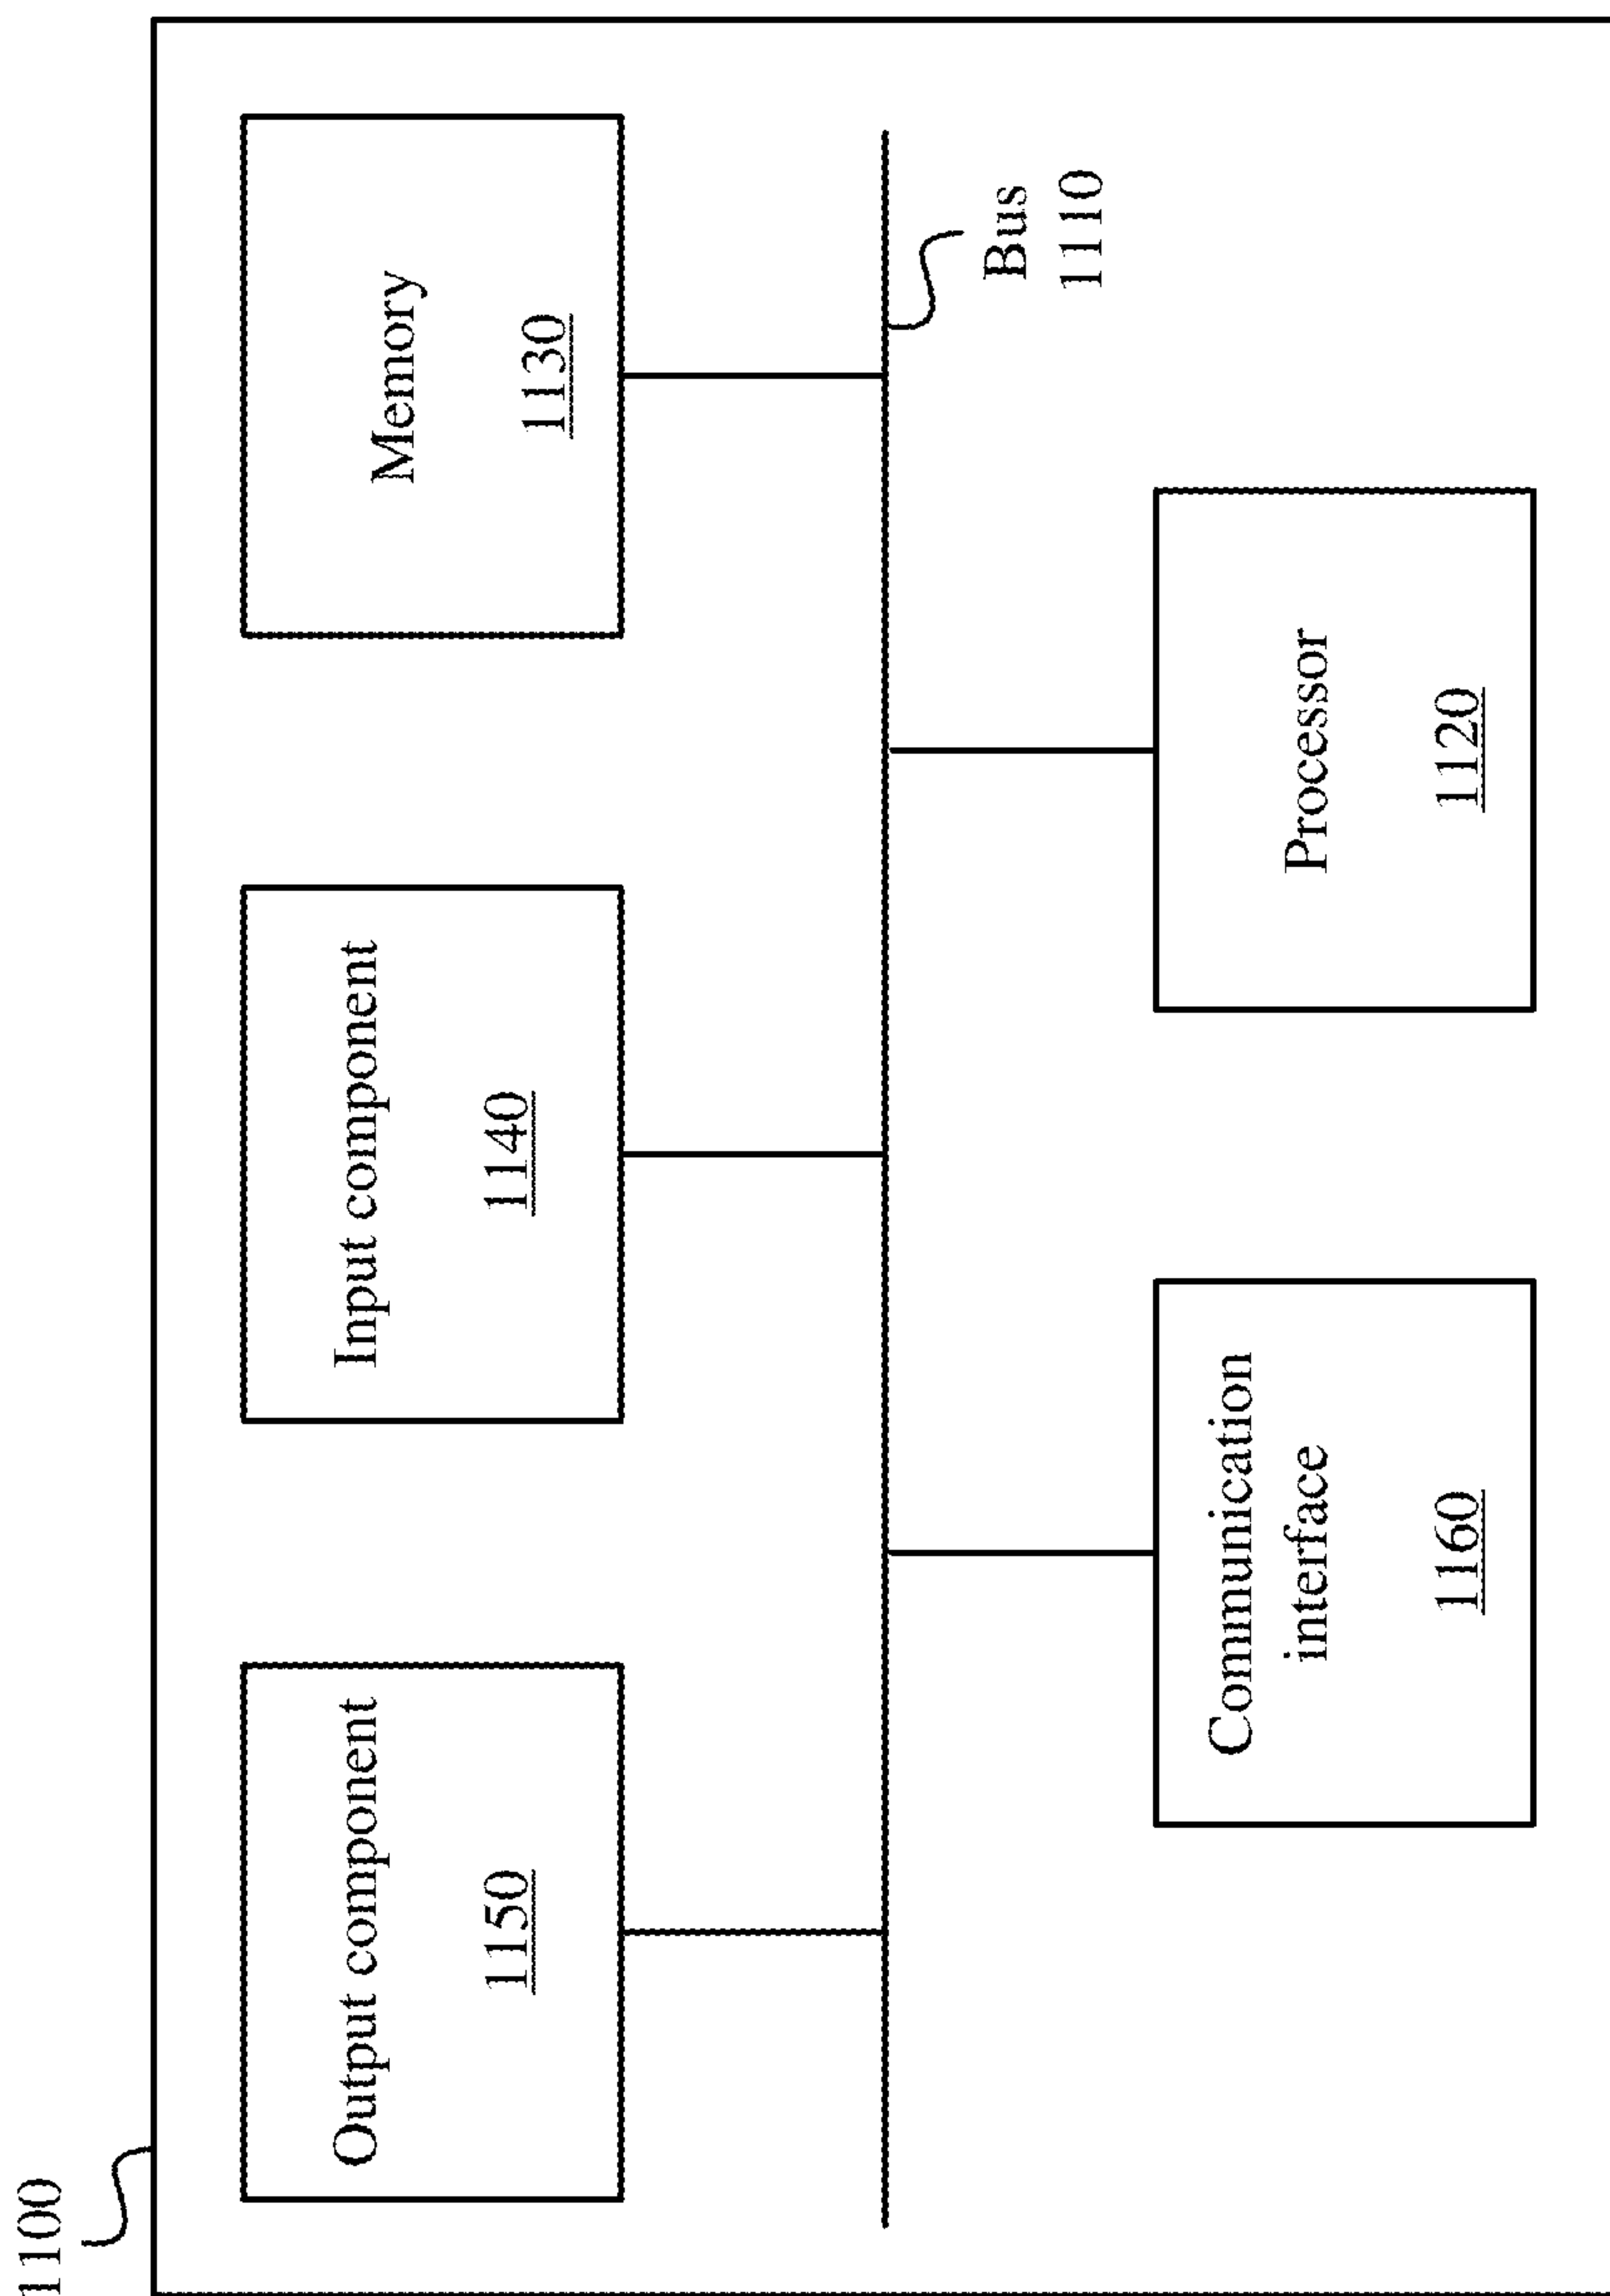 1100
Output component
1150
Input component
1140
Memory
1130
Bus
1110
Communication
interface
1160
Processor
1120